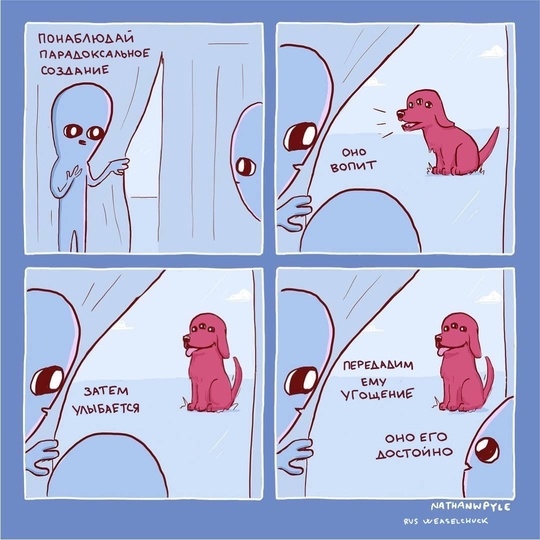 ПОНАБЛЮДАЙ
ПАРАДОКСАЛЬНОЕ
СОЗДАНИЕ
ОНО
ВОПИТ
ЗАТЕМ
УЛЫБАЕТСЯ
ПЕРЕДАДИМ
ЕМУ
УГОЩЕНИЕ
ОНО ЕГО
ДОСТОЙНО
NATHANWPYLE
RUS WEASELCHUCK